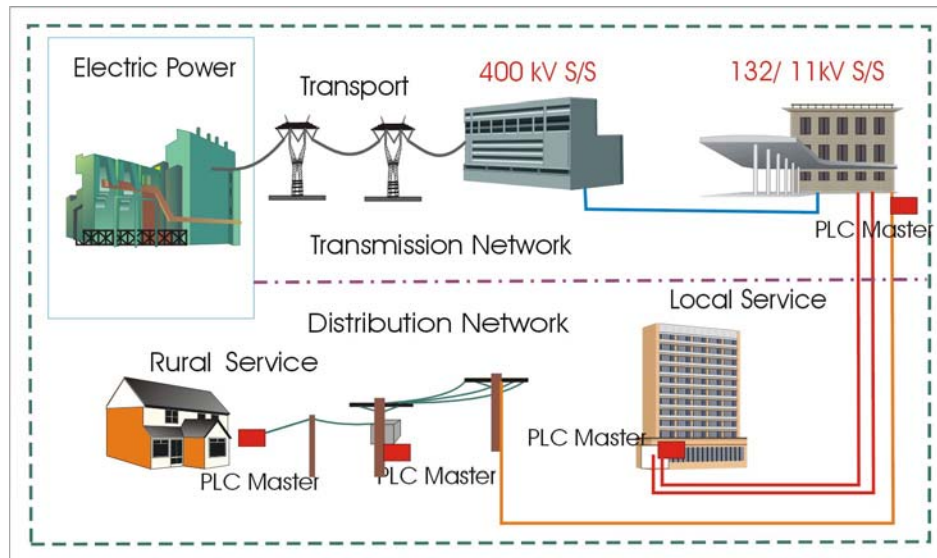 Electric Power
Transport
400 kV S/S
132/ 11kV S/S
PLC Master
Transmission Network
Local Service
Distribution Network
Rural Service
PLC Master
PLC Master
PLC Master